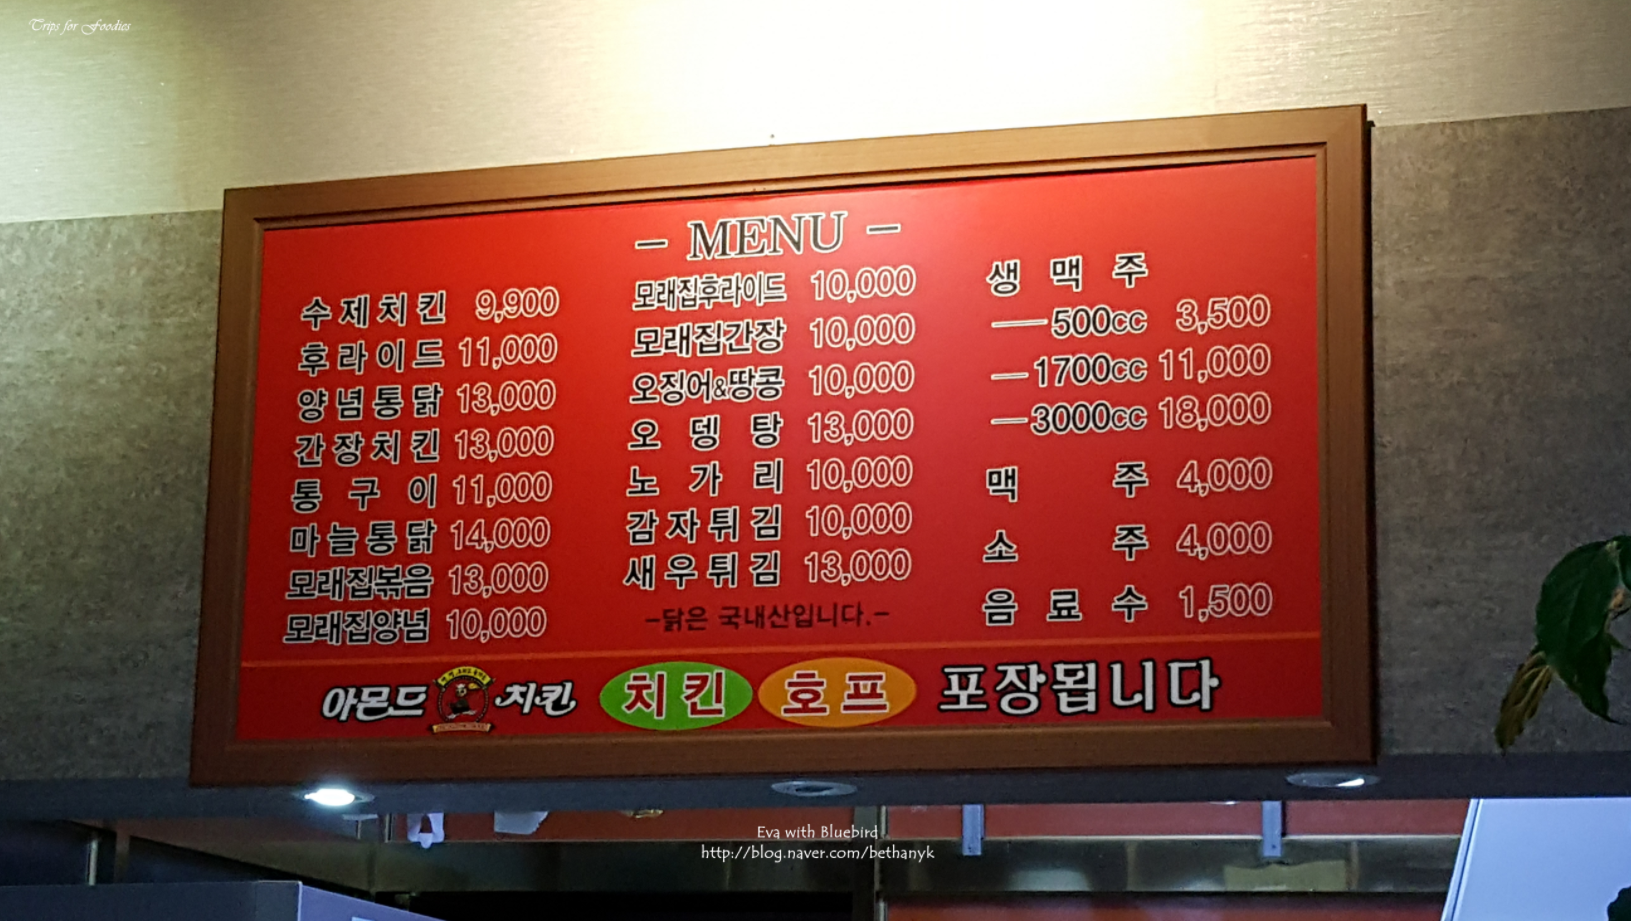 Trips for Foodies
- MENU -
수제치킨 9,900
후라이드 11,000
양념통닭 13,000
간장치킨 13,000
통구이 11,000
마늘통닭 14,000
모래집볶음 13,000
모래집양념 10,000
모래집후라이드 10,000
모래집간장 10,000
오징어&땅콩 10,000
오뎅탕 13,000
노가리 10,000
감자튀김 10,000
새우튀김 13,000
-닭은 국내산입니다.-
생맥주
—500cc 3,500
—1700cc 11,000
—3000cc 18,000
맥주 4,000
소주 4,000
음료수 1,500
아몬드 치킨 치킨 호프 포장됩니다
Eva with Bluebird
http://blog.naver.com/bethanyk